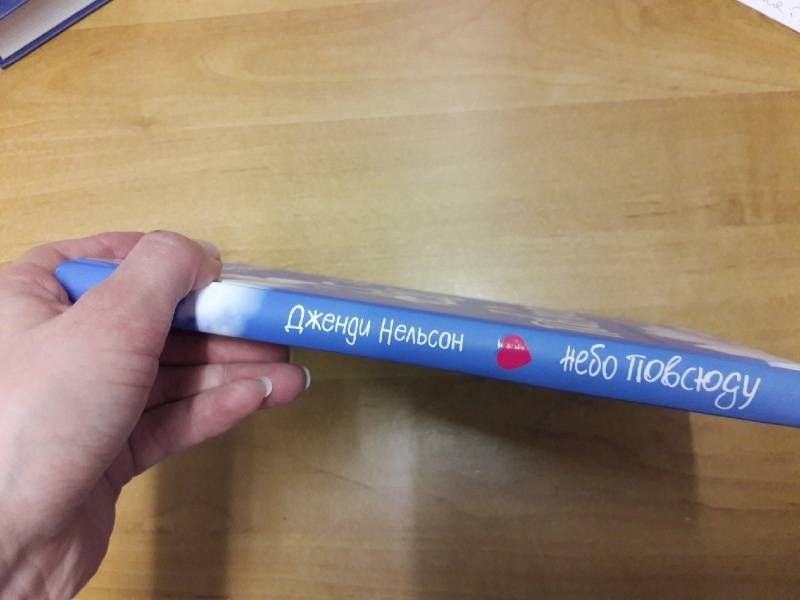 Дженди Нельсон
небо повсюду